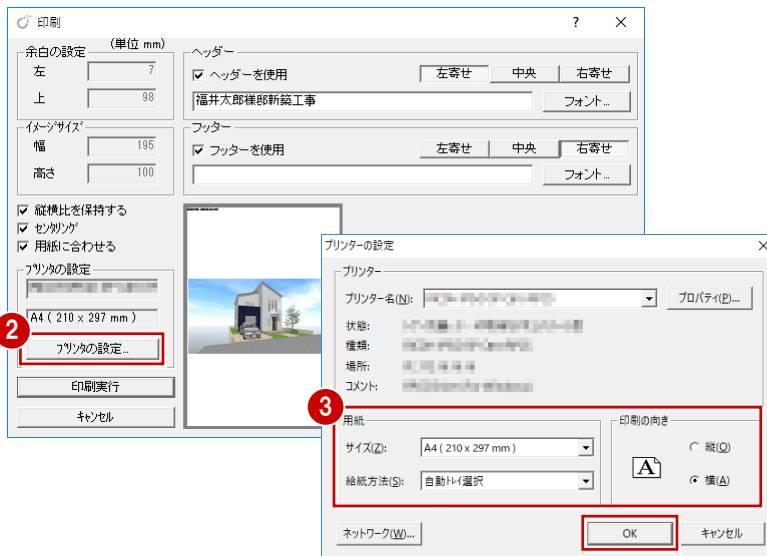 印刷
? ×
余白の設定 (単位 mm)
左 7
上 98
イメージサイズ
幅 195
高さ 100
ヘッダー
ヘッダーを使用 左寄せ 中央 右寄せ
福井太郎様邸新築工事 フォント...
フッター
フッターを使用 左寄せ 中央 右寄せ
フォント...
縦横比を保持する
センタリング
用紙に合わせる
プリンタの設定
A4 ( 210 x 297 mm )
2
プリンタの設定...
印刷実行
キャンセル
プリンターの設定 ×
プリンター
プリンター名(N): プロパティ(P)...
状態:
種類:
場所:
コメント:
3
用紙
サイズ(Z): A4 ( 210 x 297 mm )
給紙方法(S): 自動トレイ選択
印刷の向き
A
縦(O)
横(A)
ネットワーク(W)... OK キャンセル